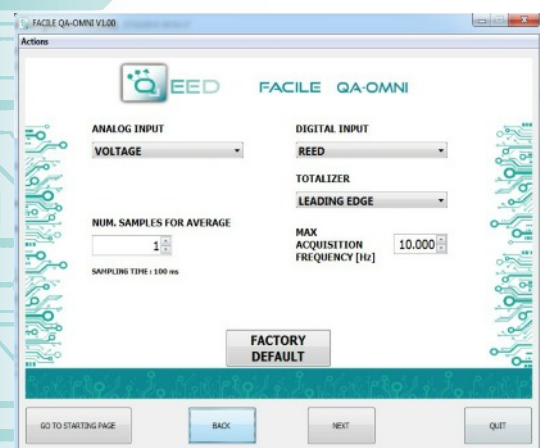 FACILE QA-OMNI V1.00
Actions
QEED FACILE QA-OMNI
ANALOG INPUT
VOLTAGE
DIGITAL INPUT
REED
TOTALIZER
LEADING EDGE
NUM. SAMPLES FOR AVERAGE
1
SAMPLING TIME : 100 ms
MAX
ACQUISITION
FREQUENCY [Hz]
10.000
FACTORY
DEFAULT
GO TO STARTING PAGE
BACK
NEXT
QUIT